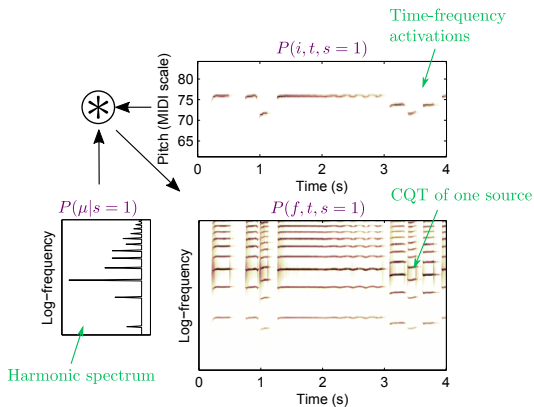 Time-frequency
activations
P(i, t, s = 1)
Pitch (MIDI scale)
80
75
70
65
0 1 2 3 4
Time (s)
P(μ|s = 1)
P(f, t, s = 1)
CQT of one source
Log-frequency
Log-frequency
Harmonic spectrum
0 1 2 3 4
Time (s)